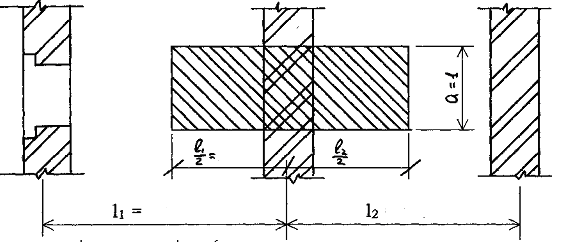 a = 1
l₁/2 =
l₂/2
l₁ =
l₂